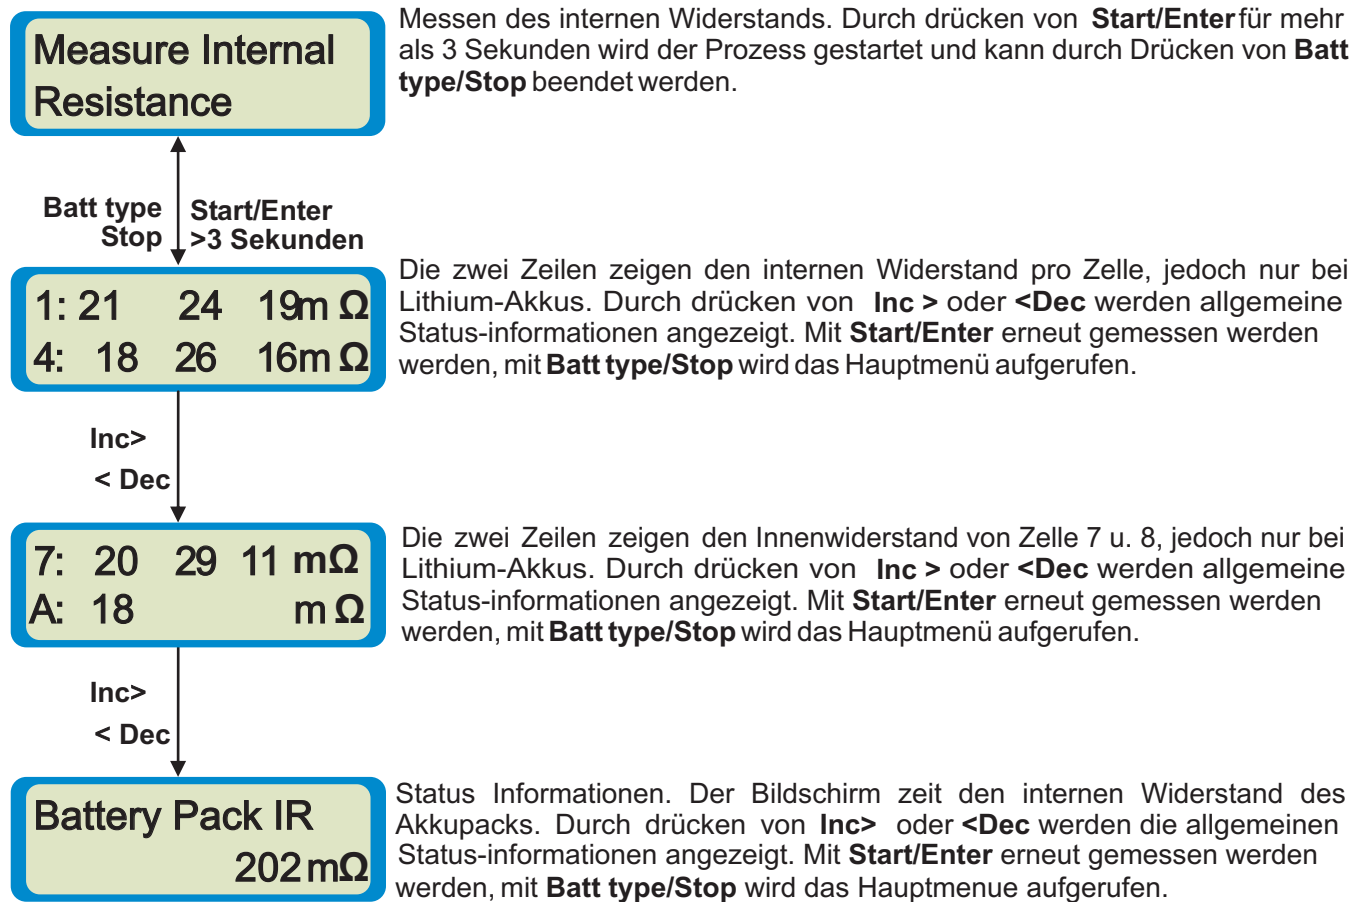 Measure Internal
Resistance
Messen des internen Widerstands. Durch drücken von Start/Enter für mehr
als 3 Sekunden wird der Prozess gestartet und kann durch Drücken von Batt
type/Stop beendet werden.
Batt type
Stop
Start/Enter
>3 Sekunden
1: 21 24 19m Ω
4: 18 26 16m Ω
Die zwei Zeilen zeigen den internen Widerstand pro Zelle, jedoch nur bei
Lithium-Akkus. Durch drücken von Inc > oder <Dec werden allgemeine
Status-informationen angezeigt. Mit Start/Enter erneut gemessen werden
werden, mit Batt type/Stop wird das Hauptmenü aufgerufen.
Inc>
< Dec
7: 20 29 11 mΩ
A: 18 m Ω
Die zwei Zeilen zeigen den Innenwiderstand von Zelle 7 u. 8, jedoch nur bei
Lithium-Akkus. Durch drücken von Inc > oder <Dec werden allgemeine
Status-informationen angezeigt. Mit Start/Enter erneut gemessen werden
werden, mit Batt type/Stop wird das Hauptmenü aufgerufen.
Inc>
< Dec
Battery Pack IR
202 mΩ
Status Informationen. Der Bildschirm zeit den internen Widerstand des
Akkupacks. Durch drücken von Inc> oder <Dec werden die allgemeinen
Status-informationen angezeigt. Mit Start/Enter erneut gemessen werden
werden, mit Batt type/Stop wird das Hauptmenue aufgerufen.